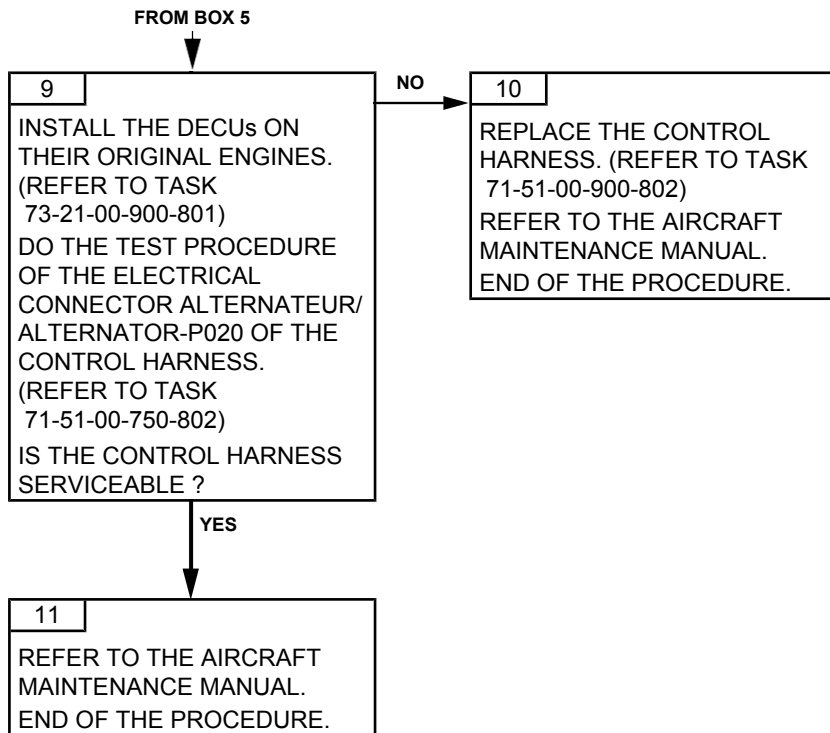 FROM BOX 5
9
INSTALL THE DECUs ON
THEIR ORIGINAL ENGINES.
(REFER TO TASK
73-21-00-900-801)
DO THE TEST PROCEDURE
OF THE ELECTRICAL
CONNECTOR ALTERNATEUR/
ALTERNATOR-P020 OF THE
CONTROL HARNESS.
(REFER TO TASK
71-51-00-750-802)
IS THE CONTROL HARNESS
SERVICEABLE ?
NO
10
REPLACE THE CONTROL
HARNESS. (REFER TO TASK
71-51-00-900-802)
REFER TO THE AIRCRAFT
MAINTENANCE MANUAL.
END OF THE PROCEDURE.
YES
11
REFER TO THE AIRCRAFT
MAINTENANCE MANUAL.
END OF THE PROCEDURE.